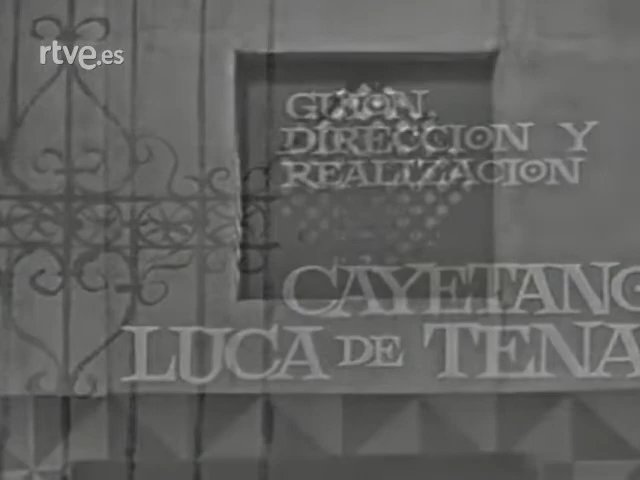 rtve.es
GUION,
DIRECCION Y
REALIZACION
CAYETANO
LUCA DE TENA